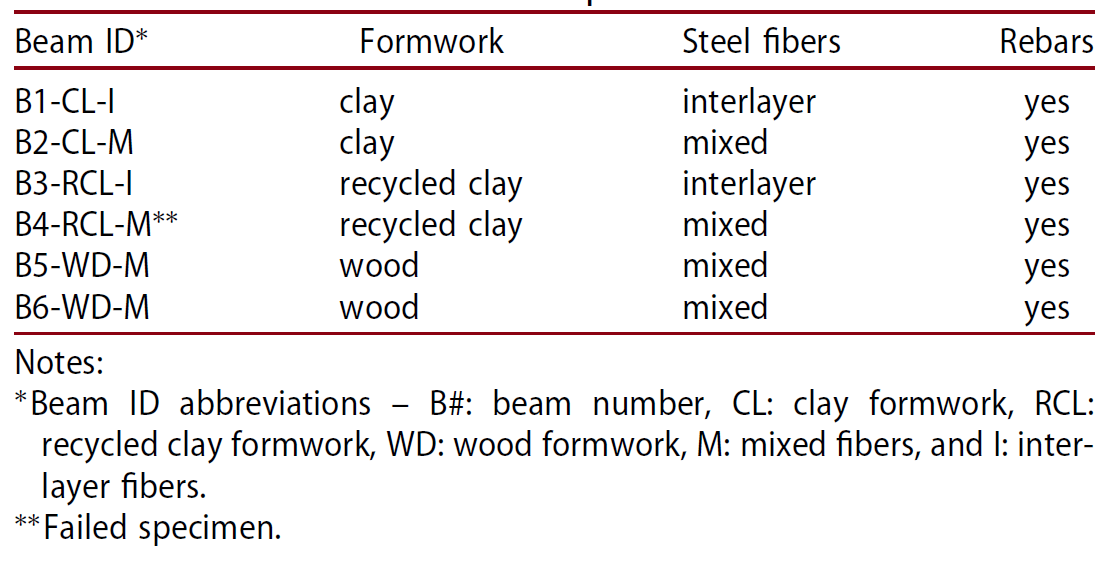 Beam ID* Formwork Steel fibers Rebars
B1-CL-I clay interlayer yes
B2-CL-M clay mixed yes
B3-RCL-I recycled clay interlayer yes
B4-RCL-M** recycled clay mixed yes
B5-WD-M wood mixed yes
B6-WD-M wood mixed yes
Notes:
*Beam ID abbreviations – B#: beam number, CL: clay formwork, RCL:
recycled clay formwork, WD: wood formwork, M: mixed fibers, and I: inter-
layer fibers.
**Failed specimen.